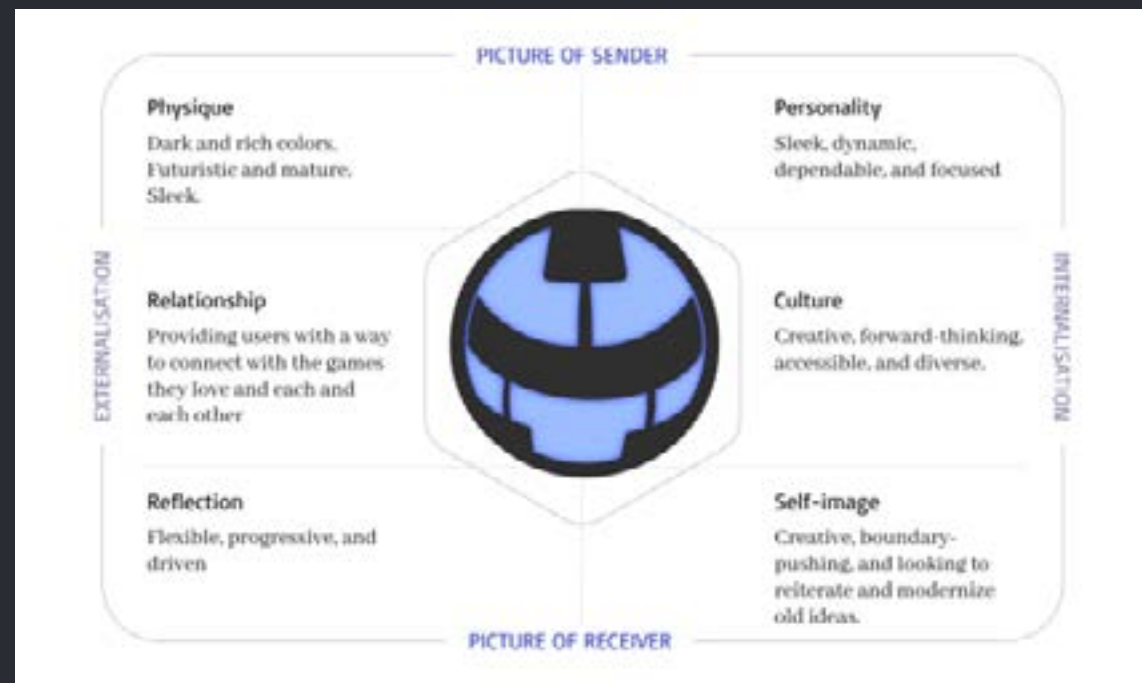 PICTURE OF SENDER
Physique
Dark and rich colors.
Futuristic and mature.
Sleek.
Personality
Sleek, dynamic,
dependable, and focused
EXTERNALISATION
Relationship
Providing users with a way
to connect with the games
they love and each and
each other
Culture
Creative, forward-thinking,
accessible, and diverse.
INTERNALISATION
Reflection
Flexible, progressive, and
driven
Self-image
Creative, boundary-
pushing, and looking to
reiterate and modernize
old ideas.
PICTURE OF RECEIVER